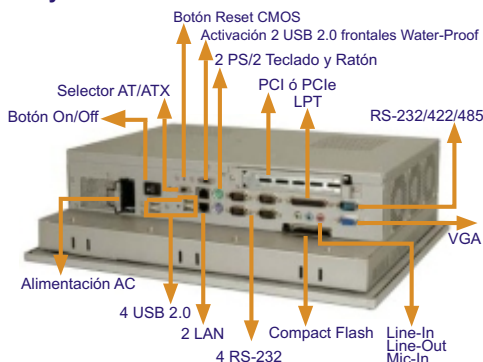 Botón Reset CMOS
Activación 2 USB 2.0 frontales Water-Proof
2 PS/2 Teclado y Ratón
PCI ó PCIe
LPT
Selector AT/ATX
RS-232/422/485
Botón On/Off
VGA
Alimentación AC
4 USB 2.0
2 LAN
4 RS-232
Compact Flash
Line-In
Line-Out
Mic-In